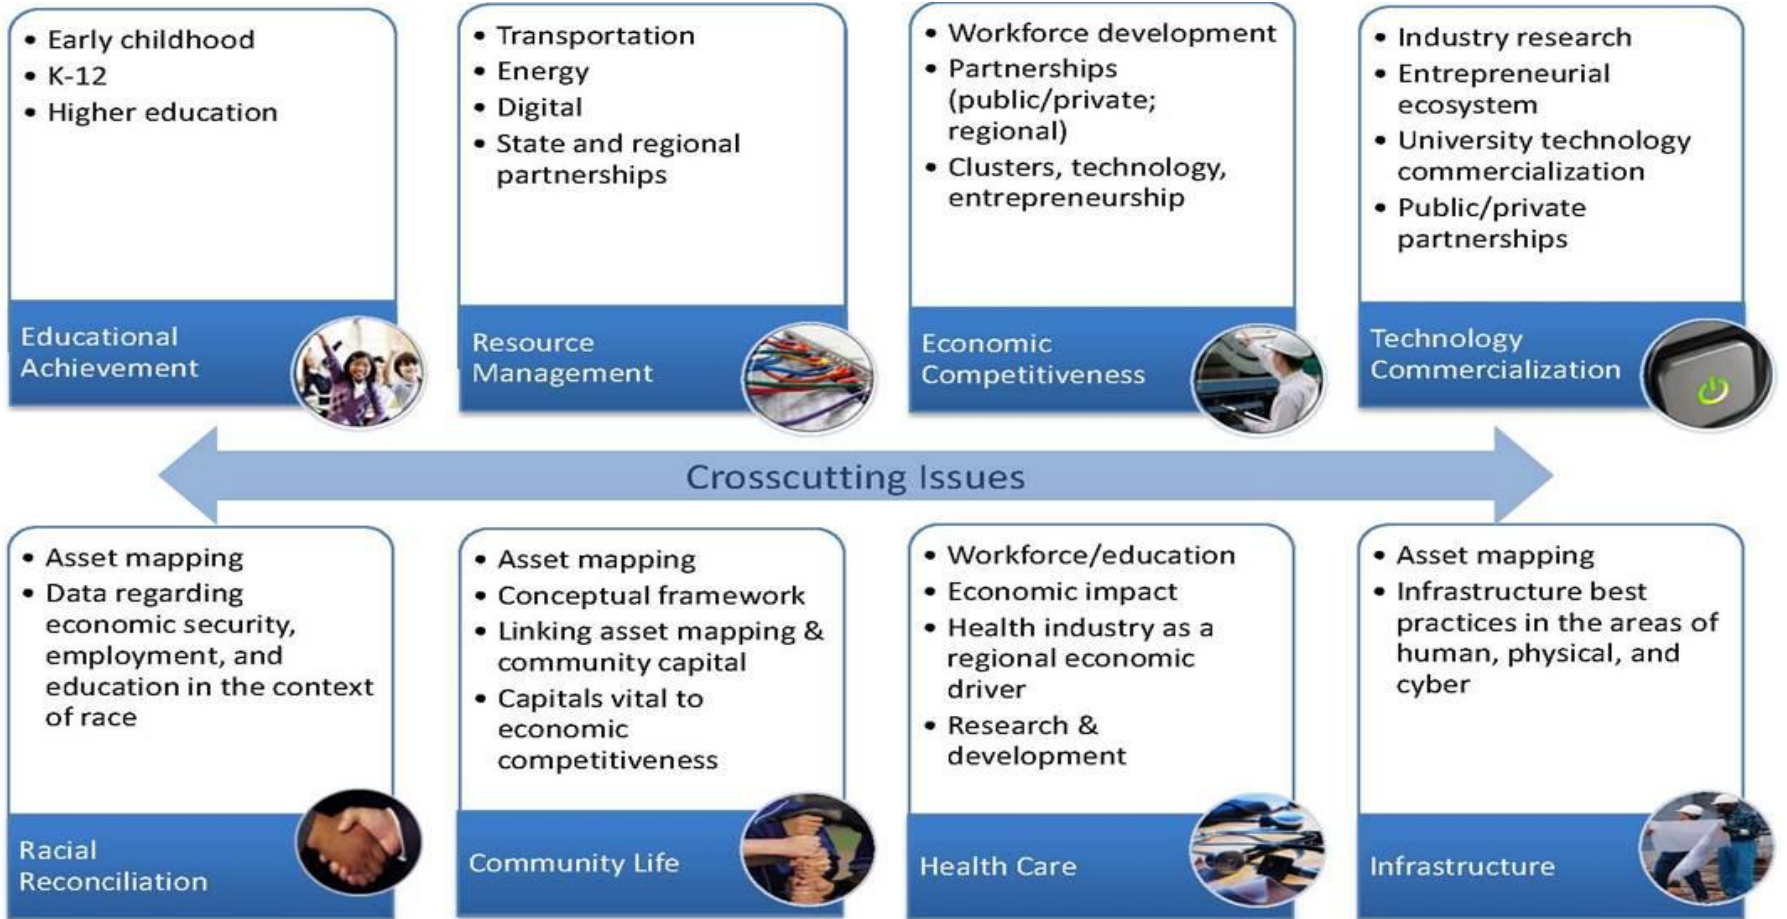 • Early childhood
• K-12
• Higher education
Educational
Achievement
• Transportation
• Energy
• Digital
• State and regional
partnerships
Resource
Management
• Workforce development
• Partnerships
(public/private;
regional)
• Clusters, technology,
entrepreneurship
Economic
Competitiveness
• Industry research
• Entrepreneurial
ecosystem
• University technology
commercialization
• Public/private
partnerships
Technology
Commercialization
Crosscutting Issues
• Asset mapping
• Data regarding
economic security,
employment, and
education in the context
of race
Racial
Reconciliation
• Asset mapping
• Conceptual framework
• Linking asset mapping &
community capital
• Capitals vital to
economic
competitiveness
Community Life
• Workforce/education
• Economic impact
• Health industry as a
regional economic
driver
• Research &
development
Health Care
• Asset mapping
• Infrastructure best
practices in the areas of
human, physical, and
cyber
Infrastructure